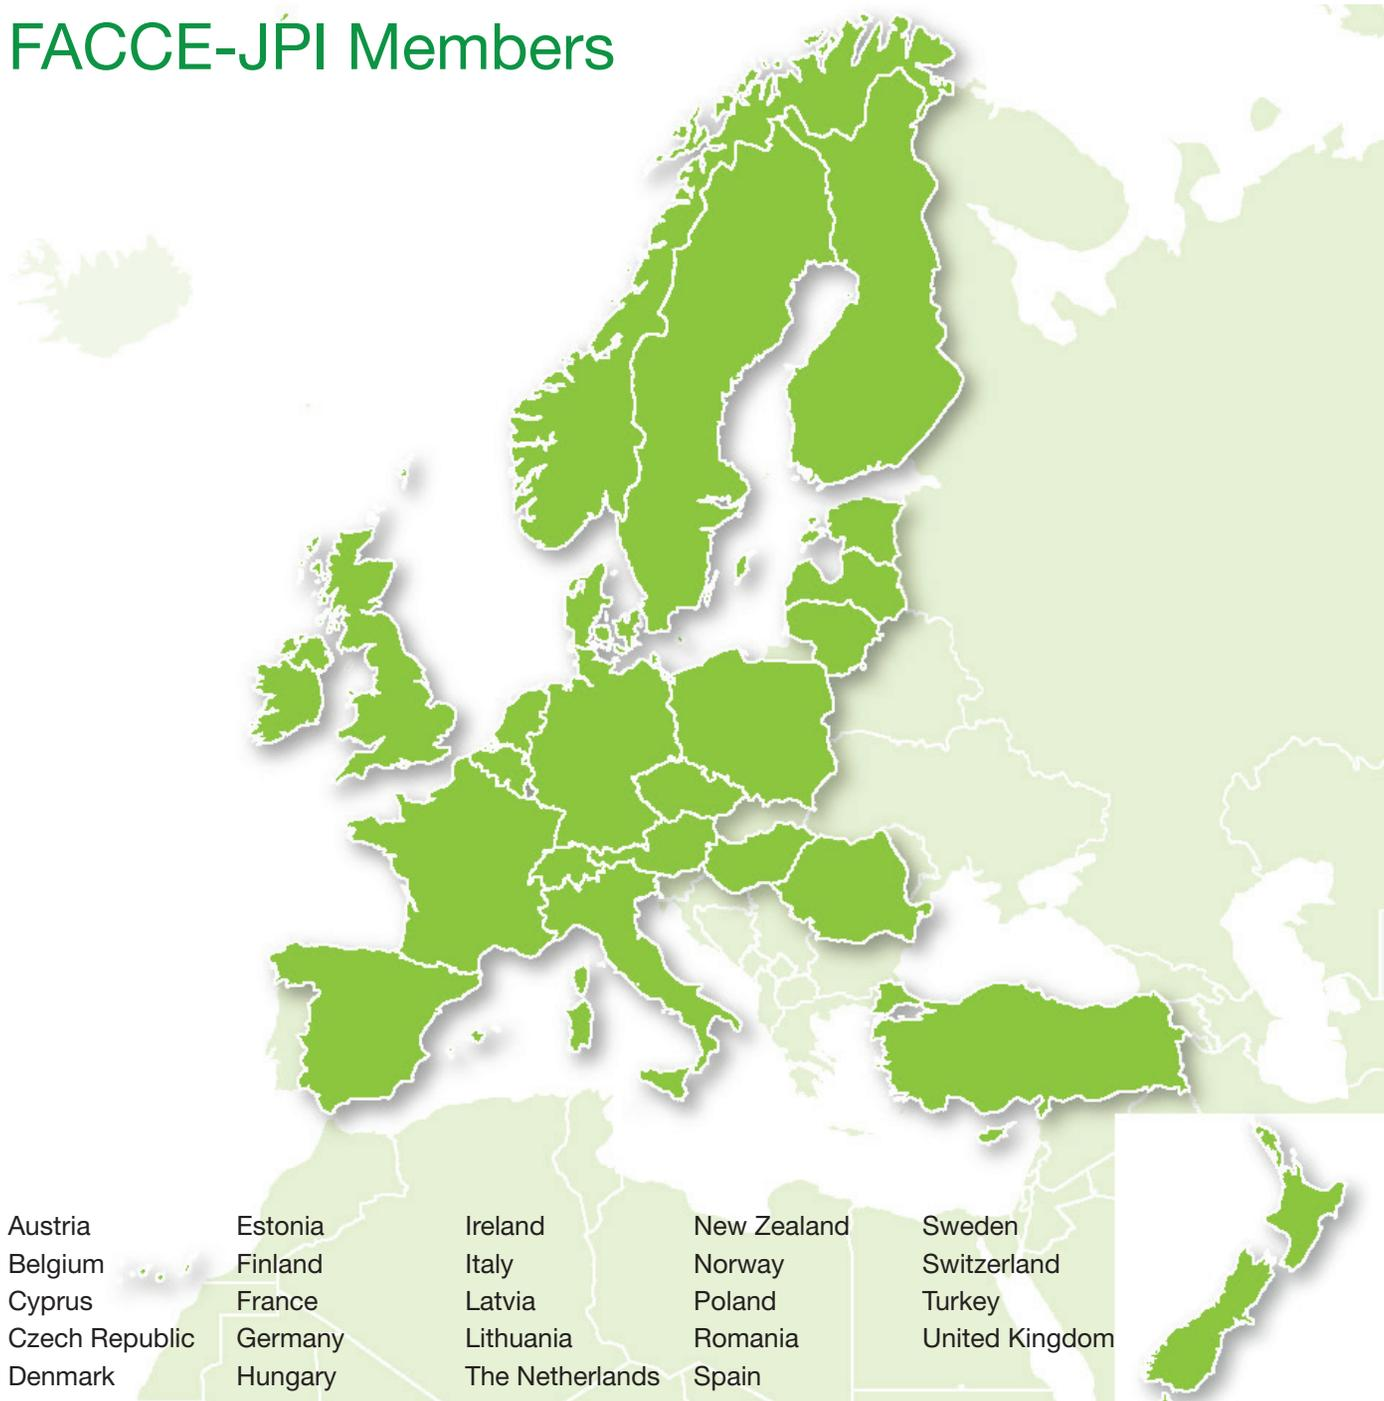 FACCE-JPI Members
Austria
Belgium
Cyprus
Czech Republic
Denmark
Estonia
Finland
France
Germany
Hungary
Ireland
Italy
Latvia
Lithuania
The Netherlands
New Zealand
Norway
Poland
Romania
Spain
Sweden
Switzerland
Turkey
United Kingdom